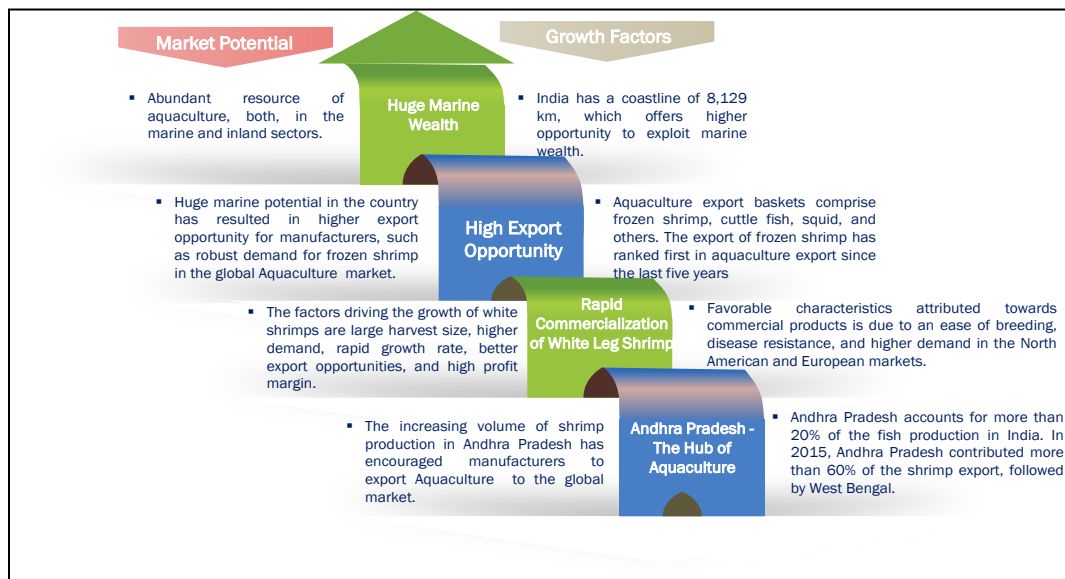 Market Potential
Growth Factors
▪ Abundant resource of
aquaculture, both, in the
marine and inland sectors.
Huge Marine
Wealth
▪ India has a coastline of 8,129
km, which offers higher
opportunity to exploit marine
wealth.
▪ Huge marine potential in the country
has resulted in higher export
opportunity for manufacturers, such
as robust demand for frozen shrimp
in the global Aquaculture market.
High Export
Opportunity
▪ Aquaculture export baskets comprise
frozen shrimp, cuttle fish, squid, and
others. The export of frozen shrimp has
ranked first in aquaculture export since
the last five years
▪ The factors driving the growth of white
shrimps are large harvest size, higher
demand, rapid growth rate, better
export opportunities, and high profit
margin.
Rapid
Commercialization
of White Leg Shrimp
▪ Favorable characteristics attributed towards
commercial products is due to an ease of breeding,
disease resistance, and higher demand in the North
American and European markets.
▪ The increasing volume of shrimp
production in Andhra Pradesh has
encouraged manufacturers to
export Aquaculture to the global
market.
Andhra Pradesh -
The Hub of
Aquaculture
▪ Andhra Pradesh accounts for more than
20% of the fish production in India. In
2015, Andhra Pradesh contributed more
than 60% of the shrimp export, followed
by West Bengal.